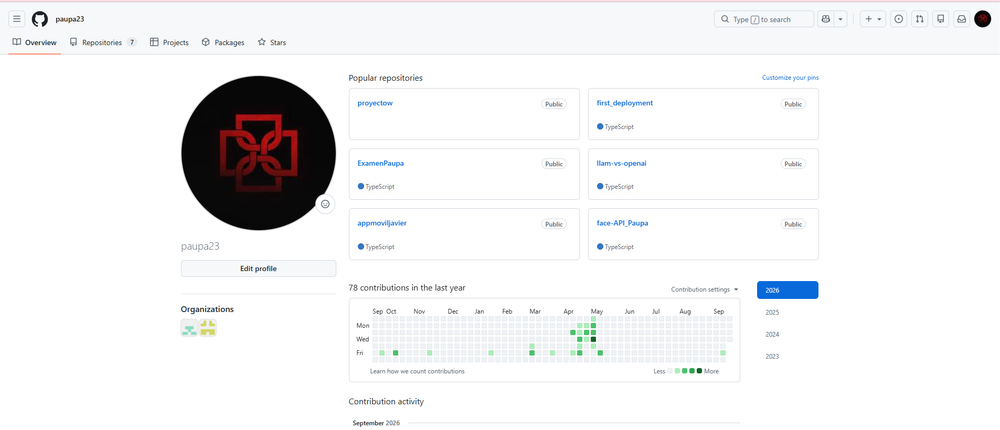 paupa23
Type / to search
Overview
Repositories 7
Projects
Packages
Stars
paupa23
Edit profile
Organizations
Popular repositories
Customize your pins
proyectow
Public
first_deployment
Public
TypeScript
ExamenPaupa
Public
TypeScript
llam-vs-openai
Public
TypeScript
appmoviljavier
Public
TypeScript
face-API_Paupa
Public
TypeScript
78 contributions in the last year
Contribution settings
Sep Oct Nov Dec Jan Feb Mar Apr May Jun Jul Aug Sep
Mon
Wed
Fri
Learn how we count contributions
Less More
2026
2025
2024
2023
Contribution activity
September 2026